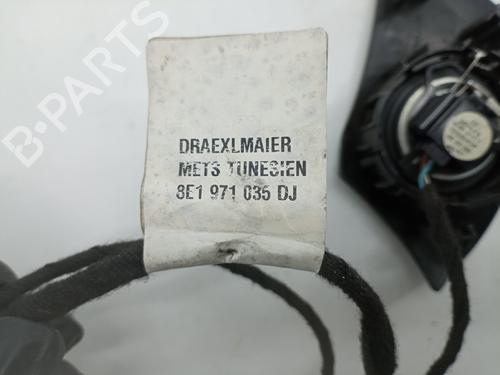 DRAEXLMAIER
METS TUNESIEN
8E1 971 035 DJ
B-PARTS